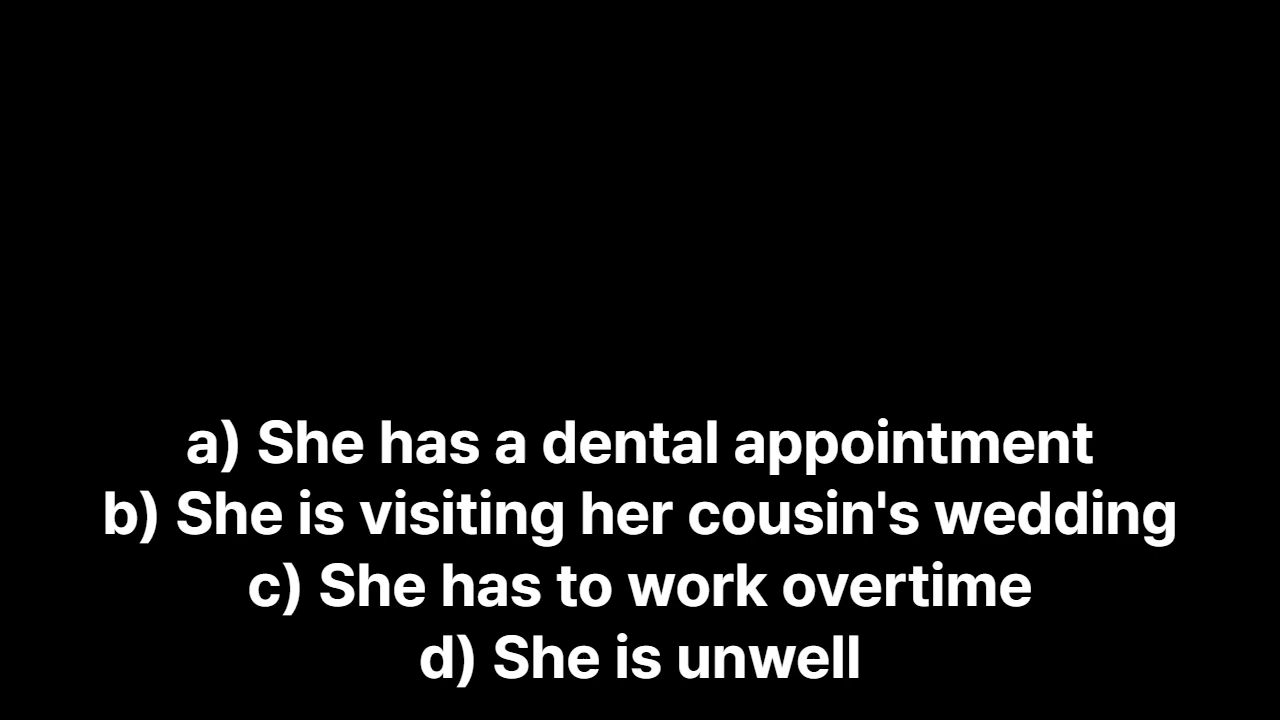 a) She has a dental appointment
b) She is visiting her cousin's wedding
c) She has to work overtime
d) She is unwell